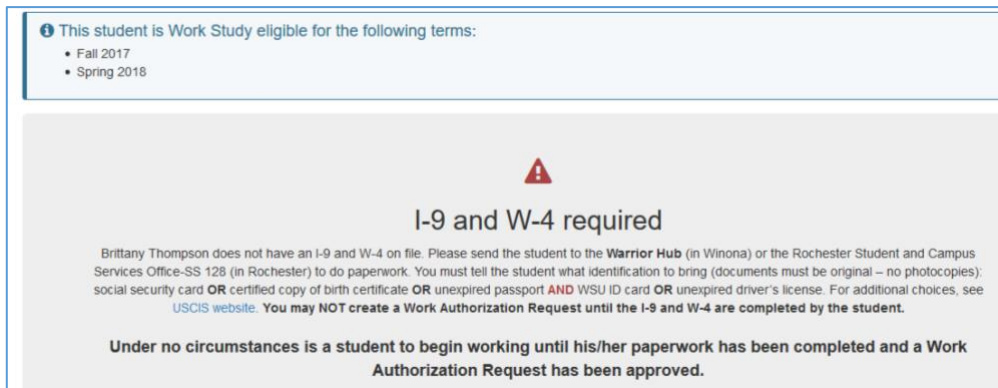 This student is Work Study eligible for the following terms:
• Fall 2017
• Spring 2018
I-9 and W-4 required
Brittany Thompson does not have an I-9 and W-4 on file. Please send the student to the Warrior Hub (in Winona) or the Rochester Student and Campus
Services Office-SS 128 (in Rochester) to do paperwork. You must tell the student what identification to bring (documents must be original – no photocopies):
social security card OR certified copy of birth certificate OR unexpired passport AND WSU ID card OR unexpired driver's license. For additional choices, see
USCIS website. You may NOT create a Work Authorization Request until the I-9 and W-4 are completed by the student.
Under no circumstances is a student to begin working until his/her paperwork has been completed and a Work
Authorization Request has been approved.